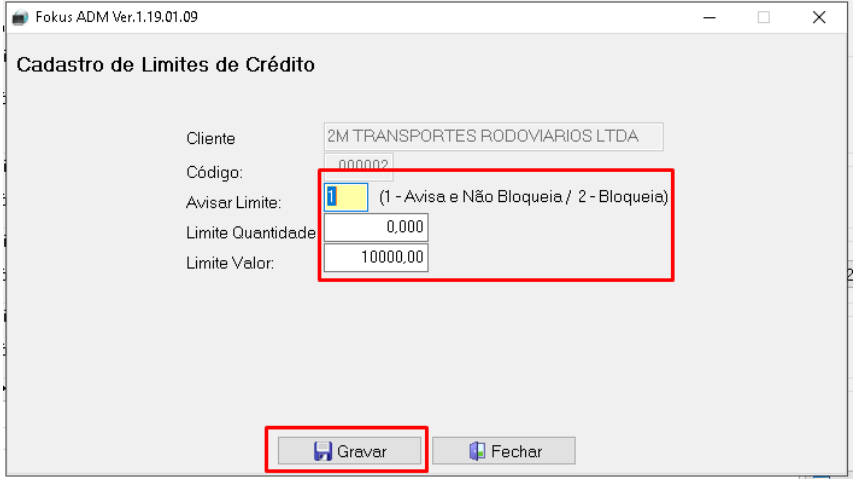 Fokus ADM Ver.1.19.01.09
Cadastro de Limites de Crédito
Cliente 2M TRANSPORTES RODOVIARIOS LTDA
Código: 000002
Avisar Limite: 1 (1 - Avisa e Não Bloqueia / 2 - Bloqueia)
Limite Quantidade 0,000
Limite Valor: 10000,00
Gravar Fechar